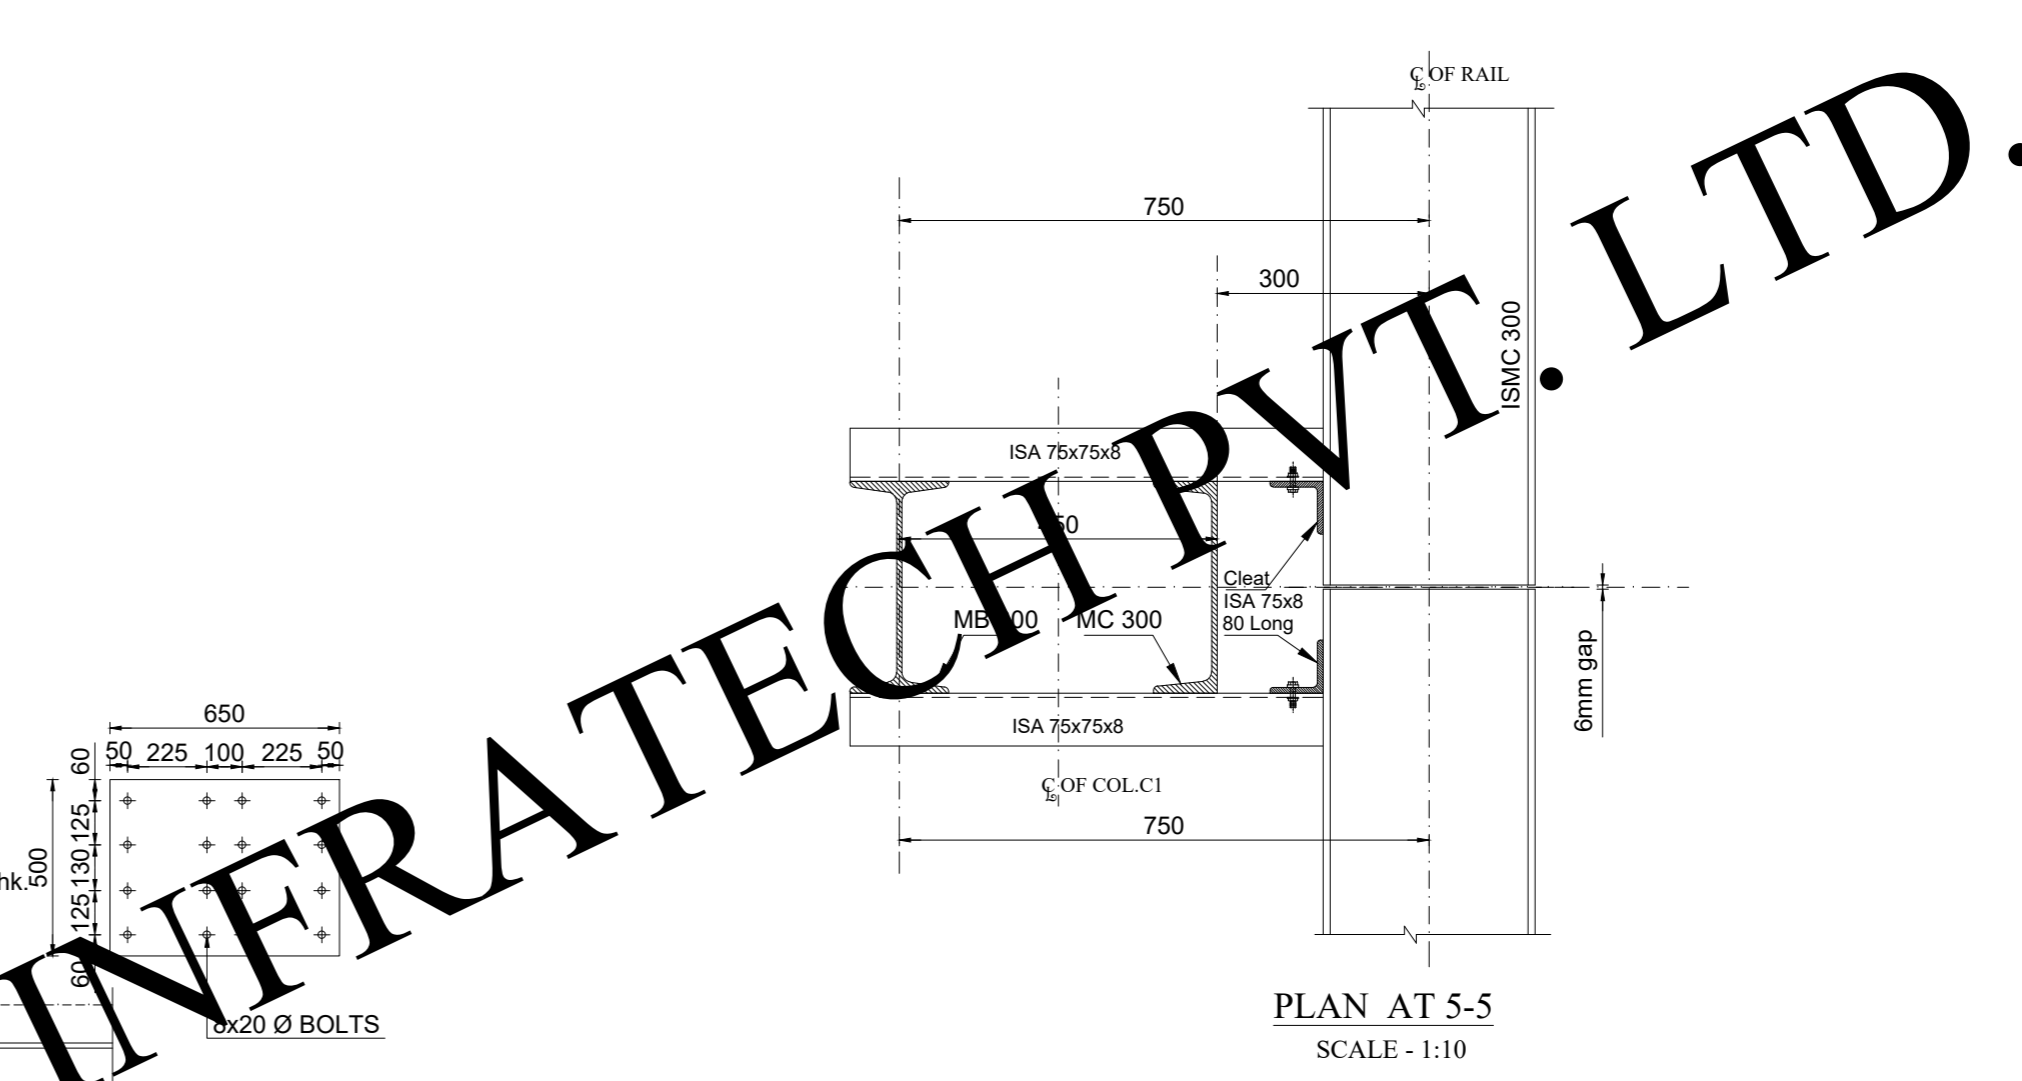 ℄ OF RAIL
750
300
ISMC 300
ISA 75x75x8
Cleat
ISA 75x8
80 Long
MC 300
6mm gap
ISA 75x75x8
℄ OF COL.C1
750
PLAN AT 5-5
SCALE - 1:10
650
50 225 100 225 50
60
125
130
125
60
500
hk.
8x20 Ø BOLTS
INFRATECH PVT. LTD.